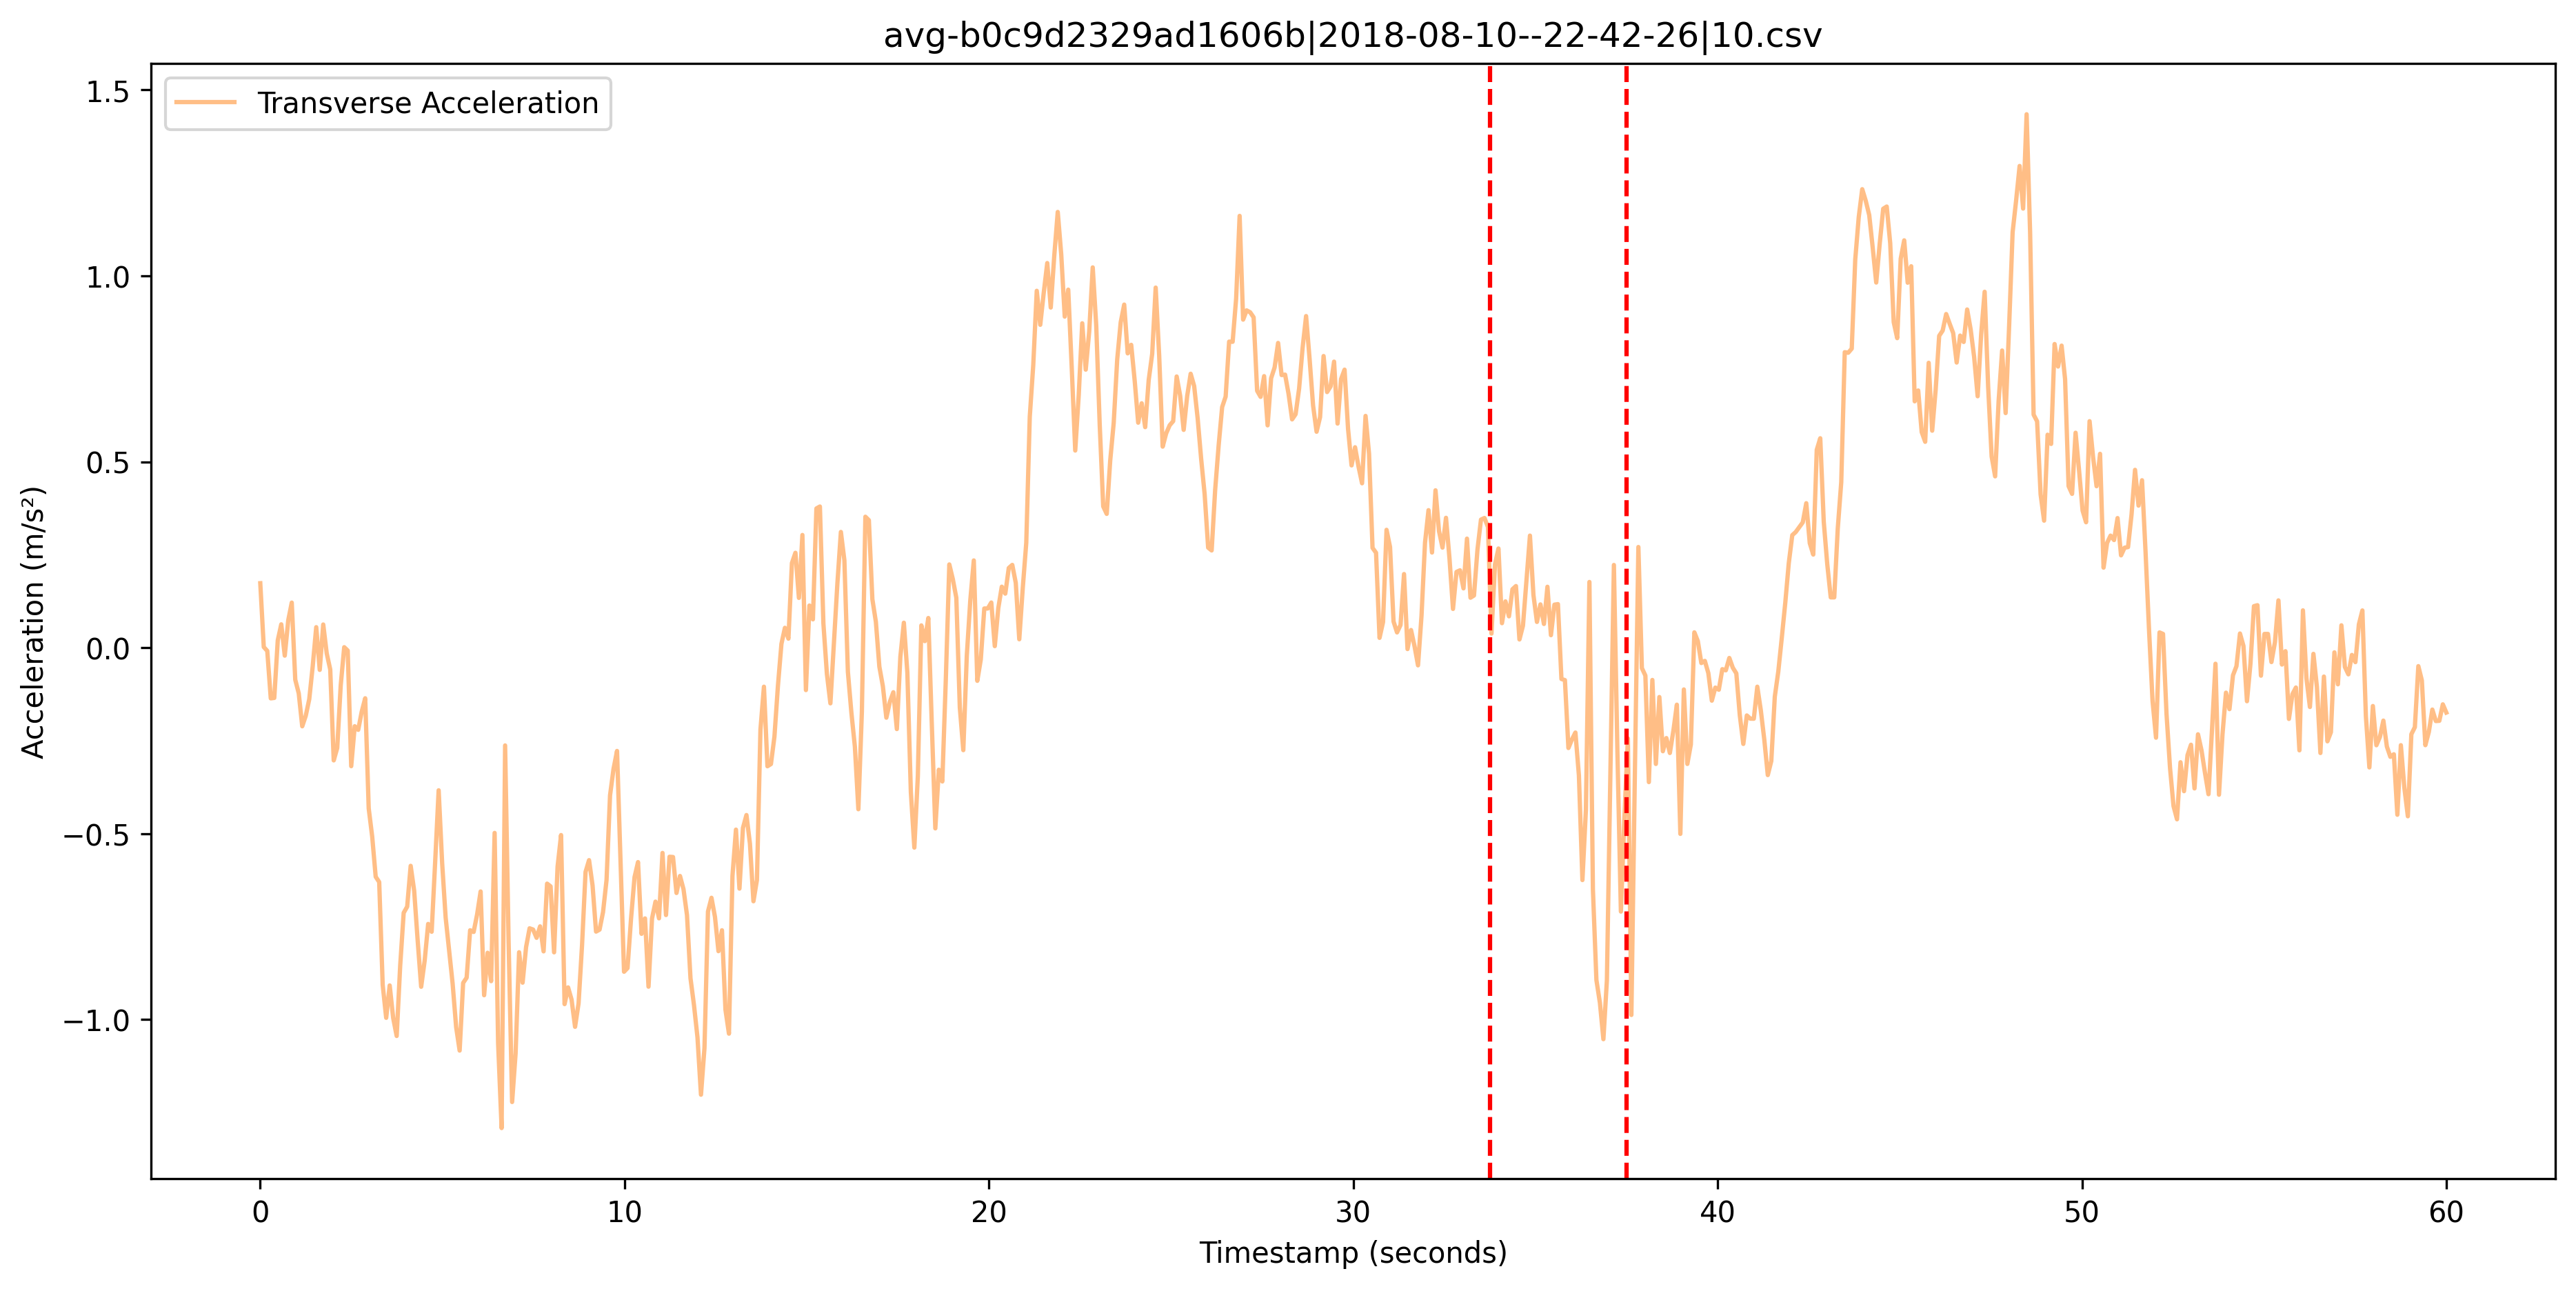 avg-b0c9d2329ad1606b|2018-08-10--22-42-26|10.csv
Transverse Acceleration
1.5
1.0
0.5
0.0
−0.5
−1.0
Acceleration (m/s²)
0 10 20 30 40 50 60
Timestamp (seconds)